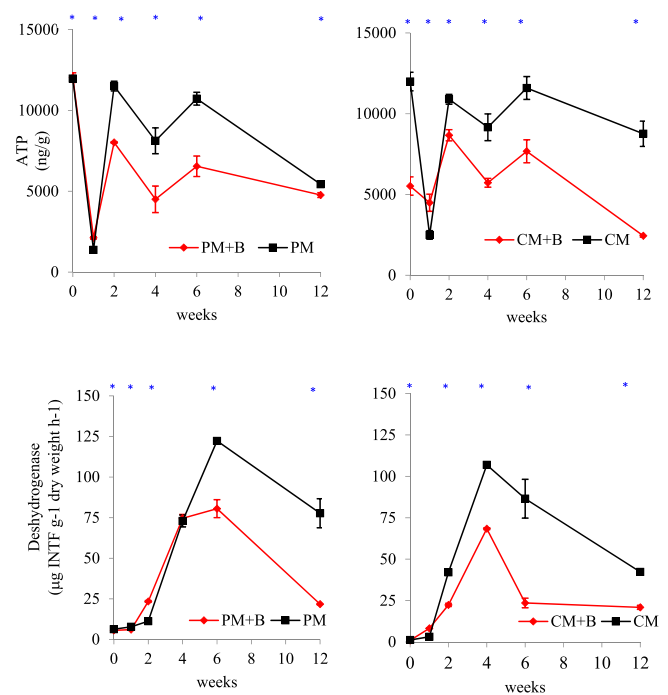 * * * * * * *
15000
10000
5000
0
ATP
(ng/g)
PM+B PM
0 2 4 6 8 10 12
weeks
* * * * * * *
15000
10000
5000
0
CM+B CM
0 2 4 6 8 10 12
weeks
* * * * *
150
125
100
75
50
25
0
Deshydrogenase
(µg INTF g-1 dry weight h-1)
PM+B PM
0 2 4 6 8 10 12
weeks
* * * * *
150
125
100
75
50
25
0
CM+B CM
0 2 4 6 8 10 12
weeks